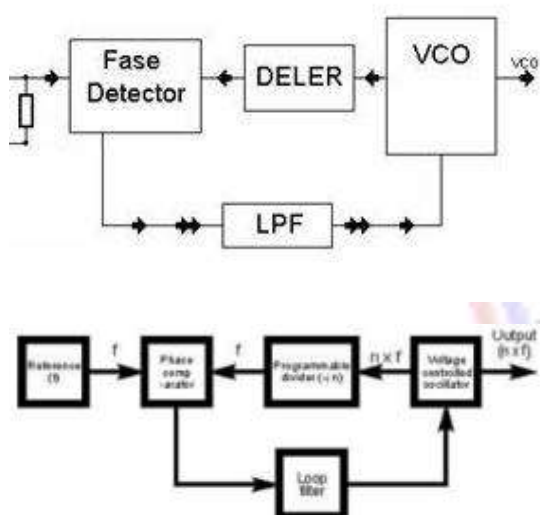 Fase
Detector
DELER
VCO
VCO
LPF
Reference
(f)
f
Phase
comp
-arator
f
Programmable
divider (÷ n)
n x f
Voltage
controlled
oscillator
Output
(n x f)
Loop
filter